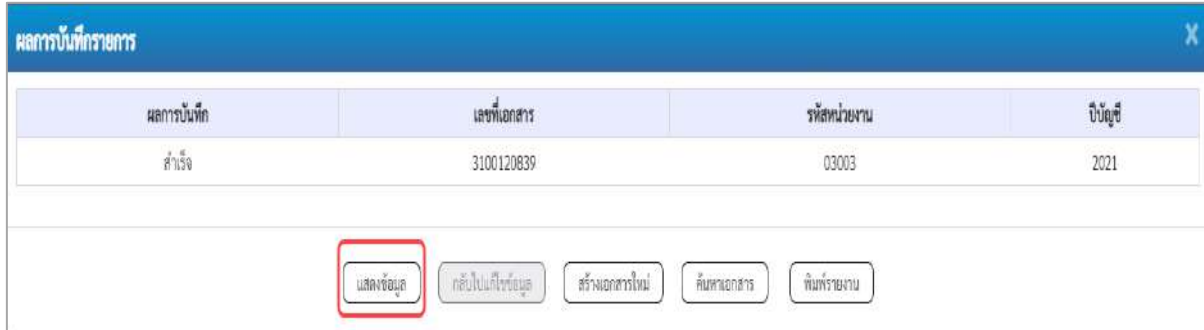 ผลการบันทึกรายการ X
ผลการบันทึก เลขที่เอกสาร รหัสหน่วยงาน ปีบัญชี
สำเร็จ 3100120839 03003 2021
แสดงข้อมูล กลับไปแก้ไขข้อมูล สร้างเอกสารใหม่ ค้นหาเอกสาร พิมพ์รายงาน